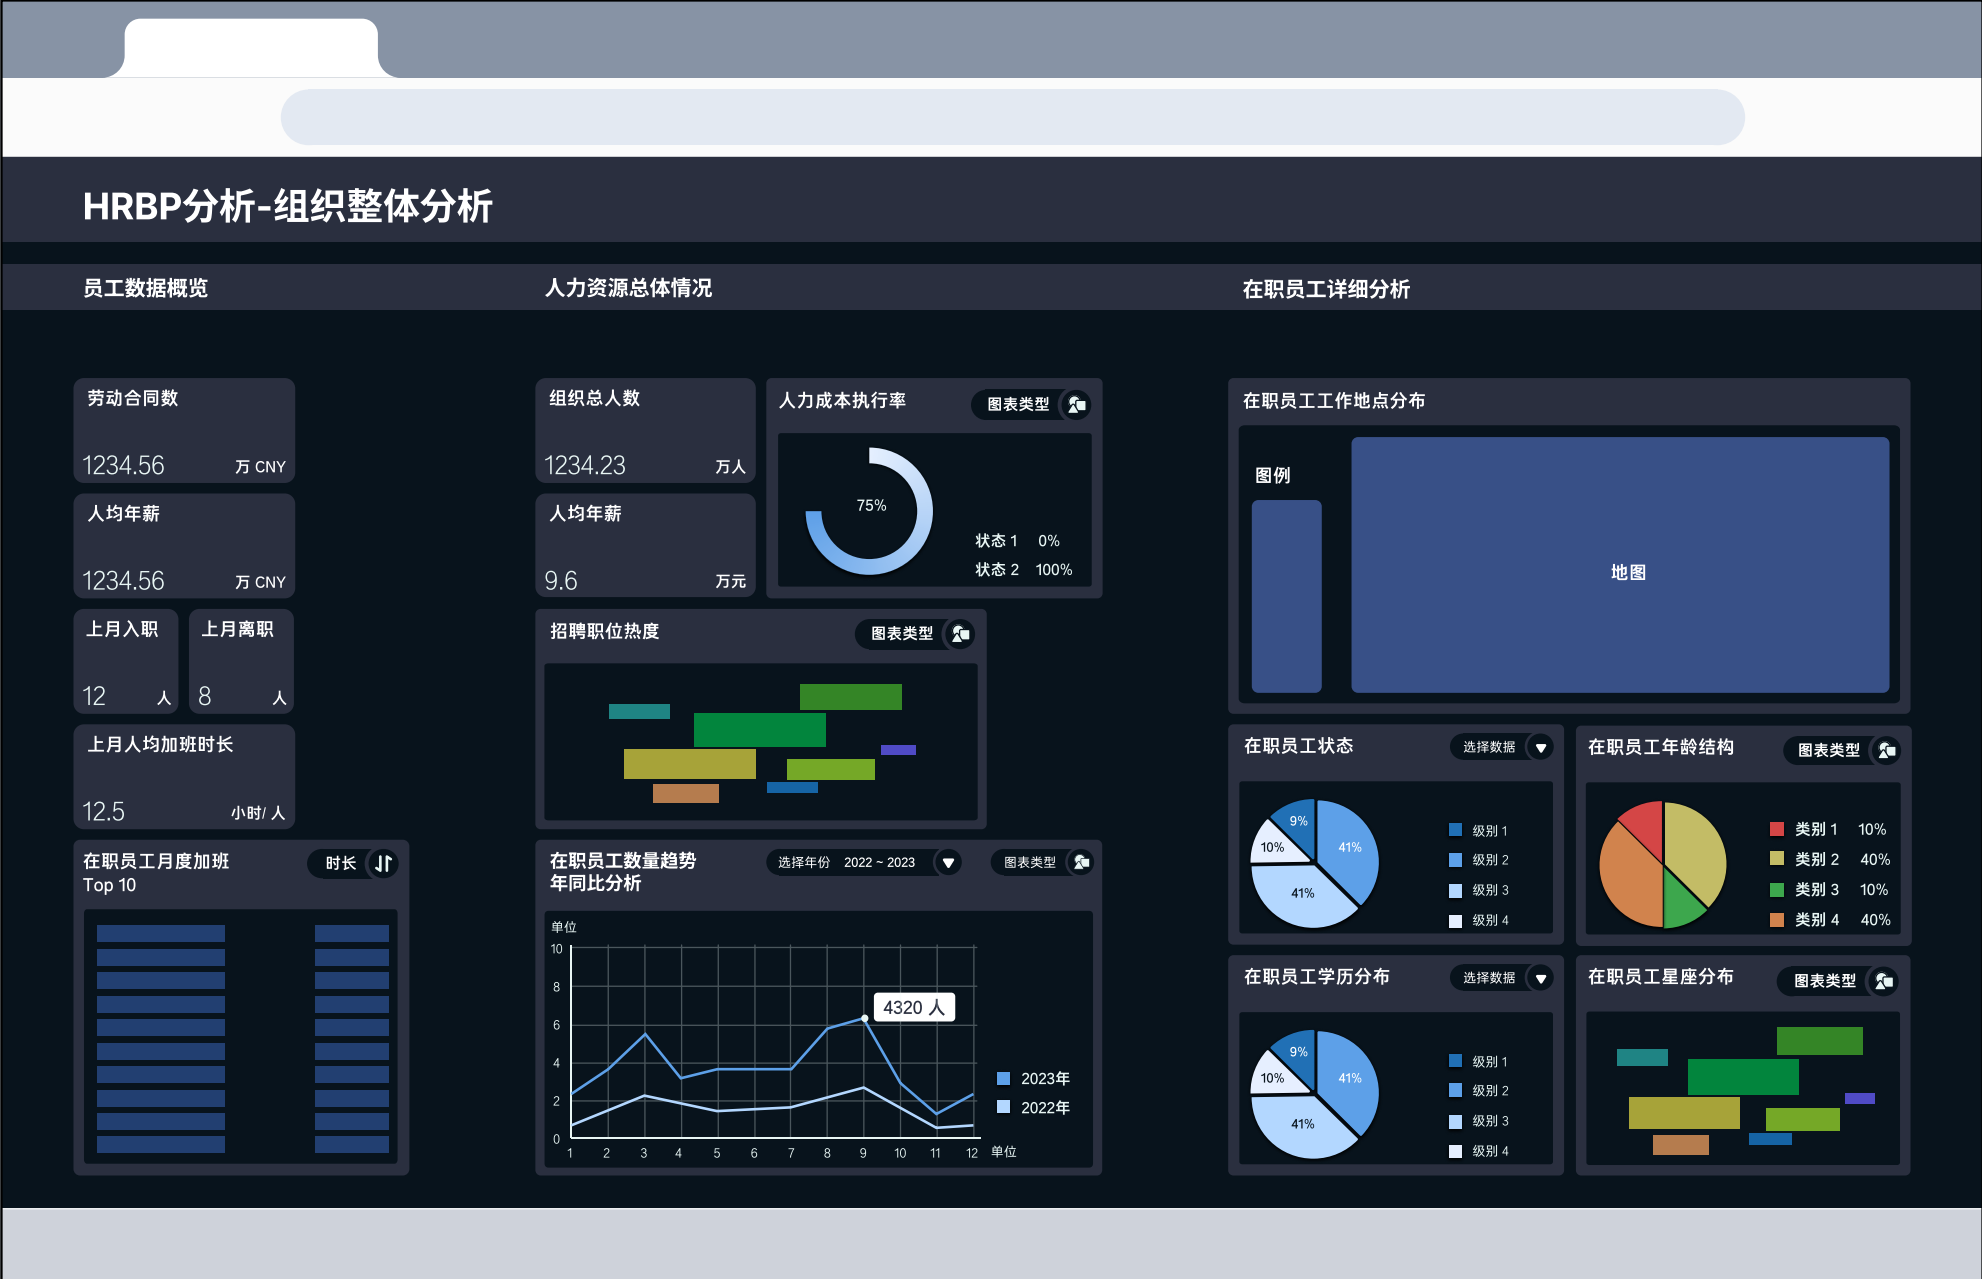 HRBP分析-组织整体分析
员工数据概览
人力资源总体情况
在职员工详细分析
劳动合同数
1234.56
万 CNY
人均年薪
1234.56
万 CNY
上月入职
12
人
上月离职
8
人
上月人均加班时长
12.5
小时/ 人
在职员工月度加班
Top 10
时长
组织总人数
1234.23
万人
人均年薪
9.6
万元
人力成本执行率
图表类型
75%
状态 1 0%
状态 2 100%
招聘职位热度
图表类型
在职员工数量趋势
年同比分析
选择年份 2022 ~ 2023
图表类型
单位
10
8
6
4
2
0
1 2 3 4 5 6 7 8 9 10 11 12 单位
4320 人
2023年
2022年
在职员工工作地点分布
图例
地图
在职员工状态
选择数据
9%
41%
10%
41%
级别 1
级别 2
级别 3
级别 4
在职员工年龄结构
图表类型
类别 1 10%
类别 2 40%
类别 3 10%
类别 4 40%
在职员工学历分布
选择数据
9%
41%
10%
41%
级别 1
级别 2
级别 3
级别 4
在职员工星座分布
图表类型